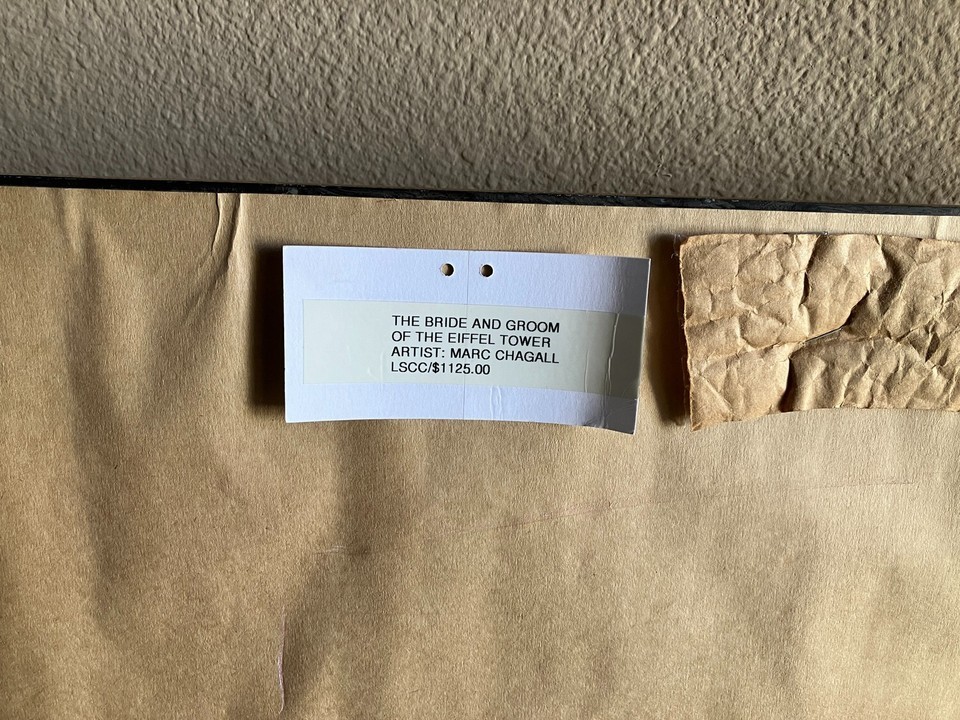 THE BRIDE AND GROOM
OF THE EIFFEL TOWER
ARTIST: MARC CHAGALL
LSCC/$1125.00